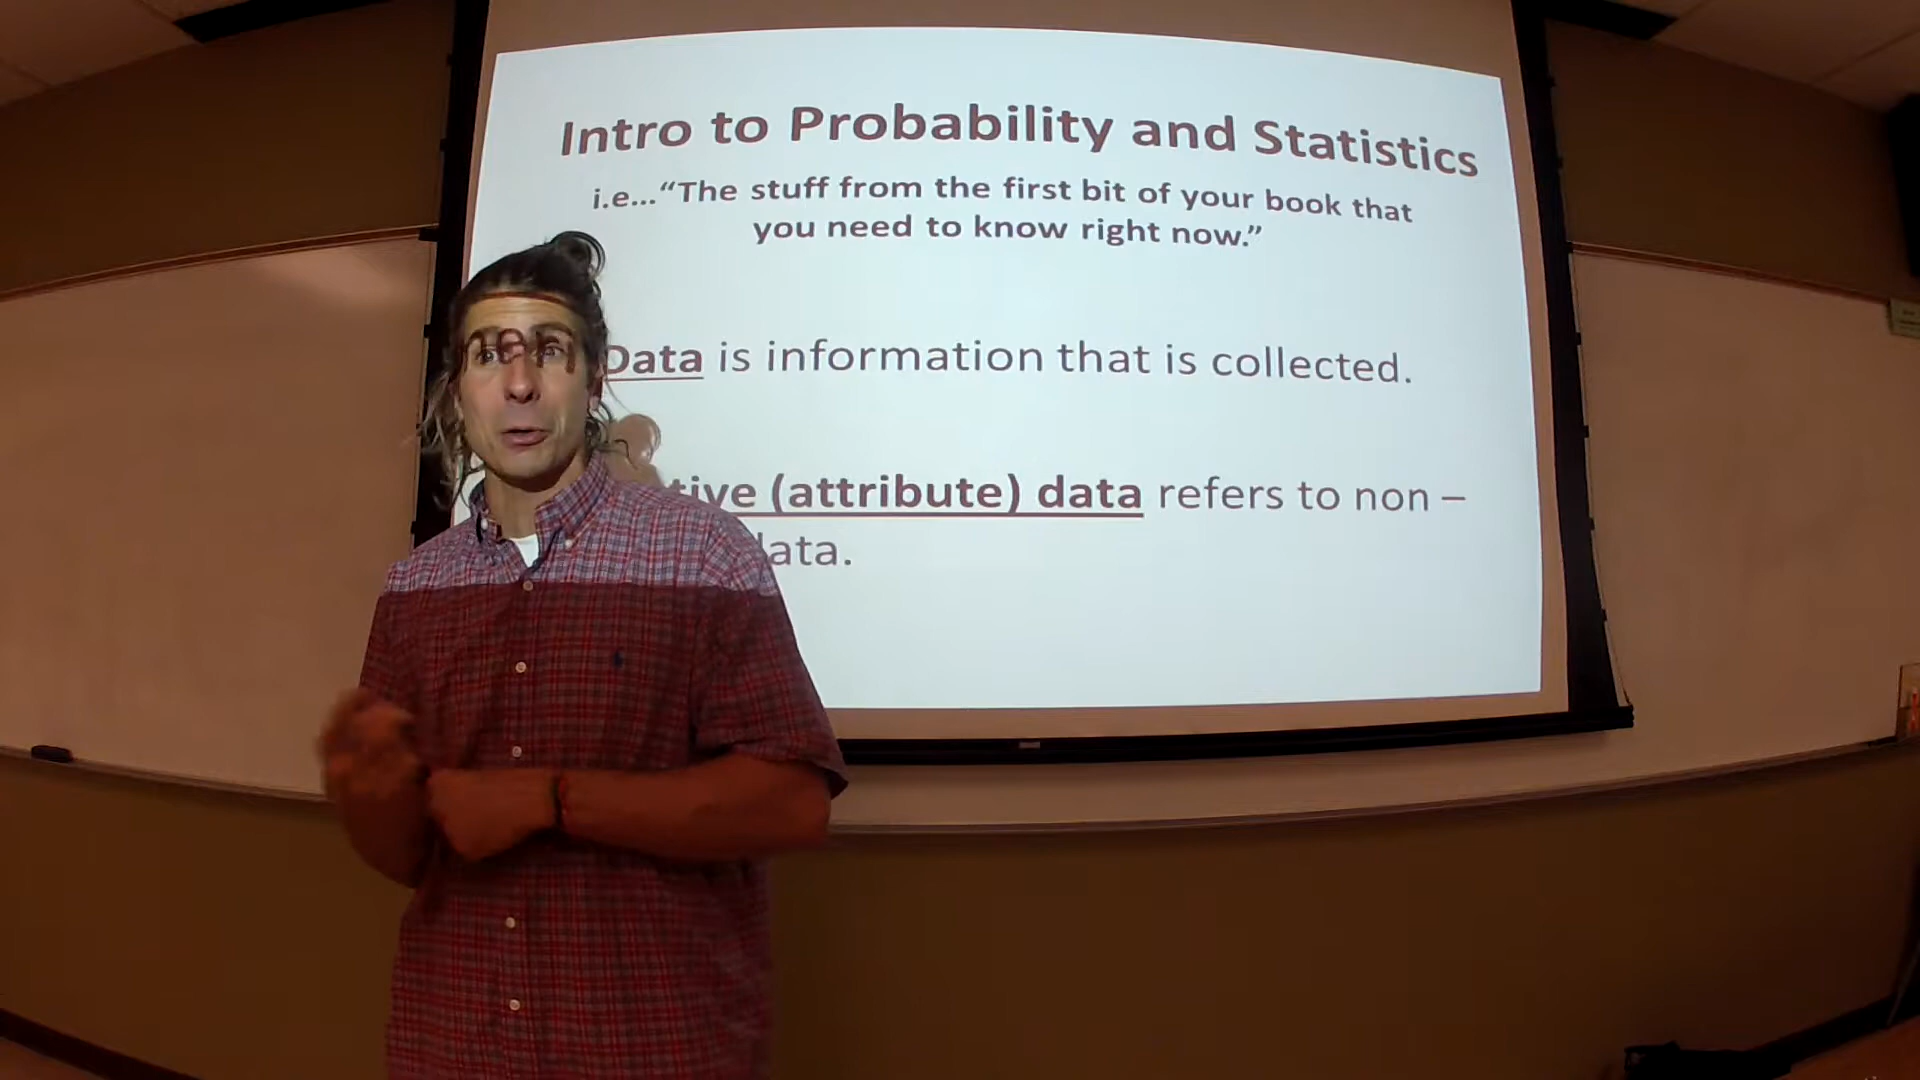 Intro to Probability and Statistics
i.e...“The stuff from the first bit of your book that
you need to know right now.”
Data is information that is collected.
(attribute) data refers to non –
data.